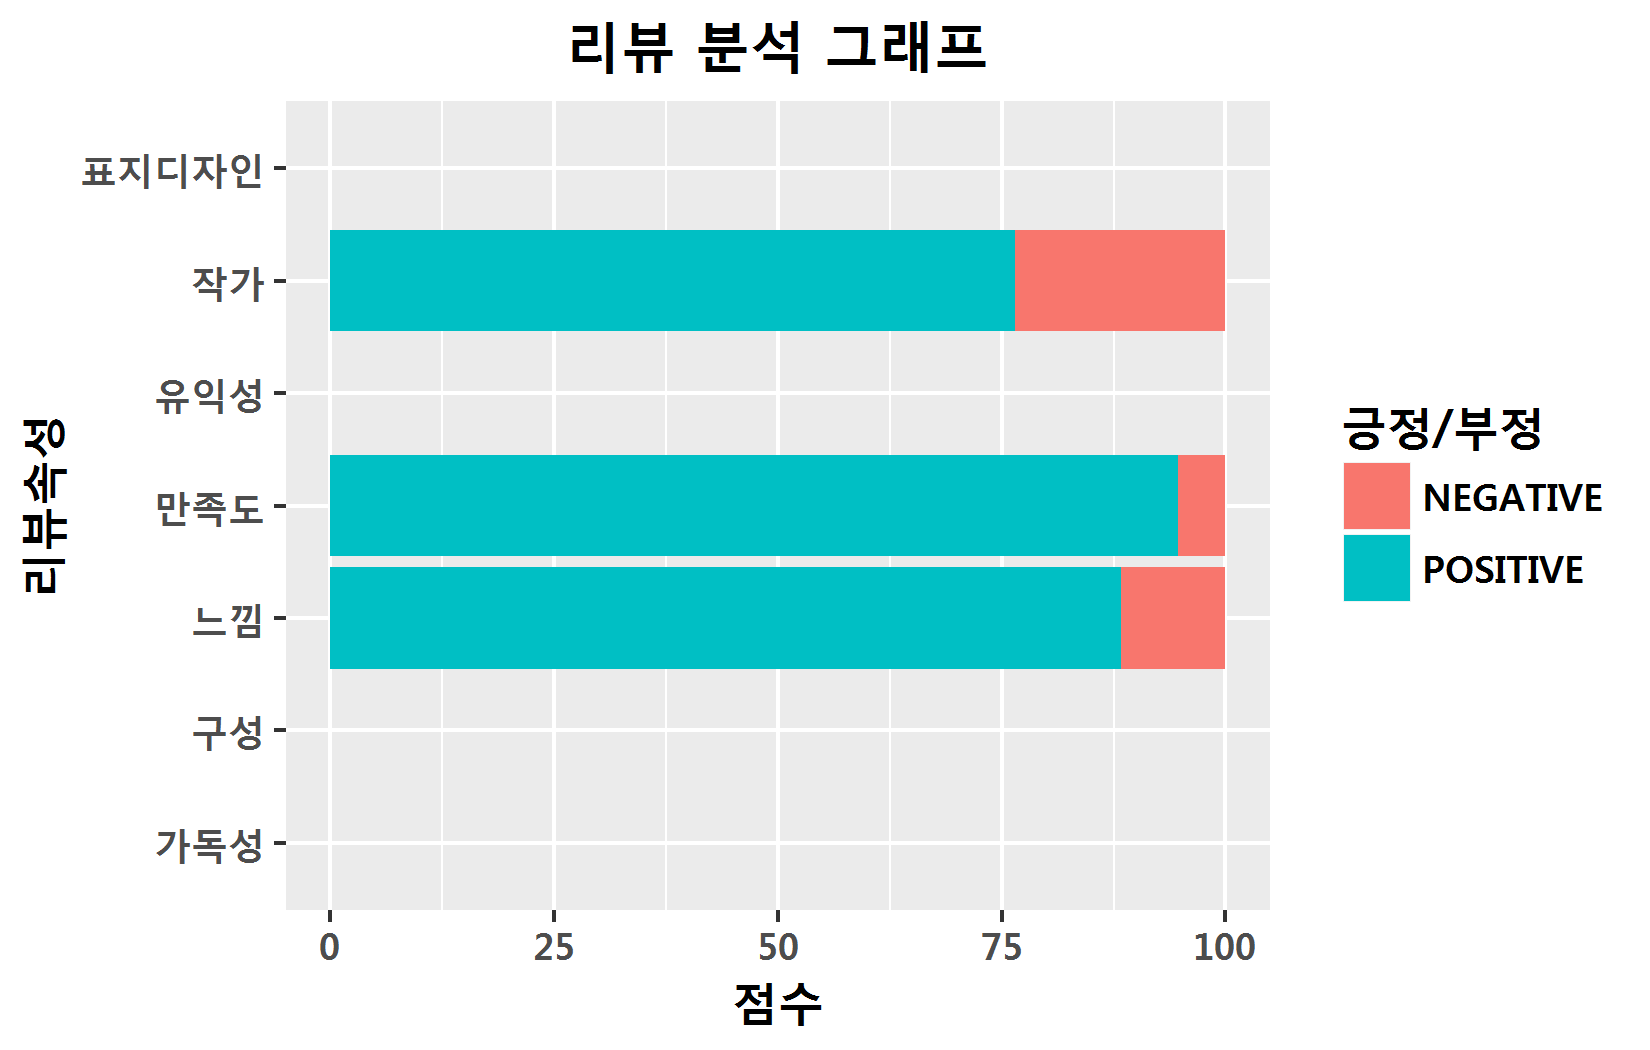 리뷰 분석 그래프
표지디자인
작가
유익성
만족도
느낌
구성
가독성
리뷰속성
0 25 50 75 100
점수
긍정/부정
NEGATIVE
POSITIVE